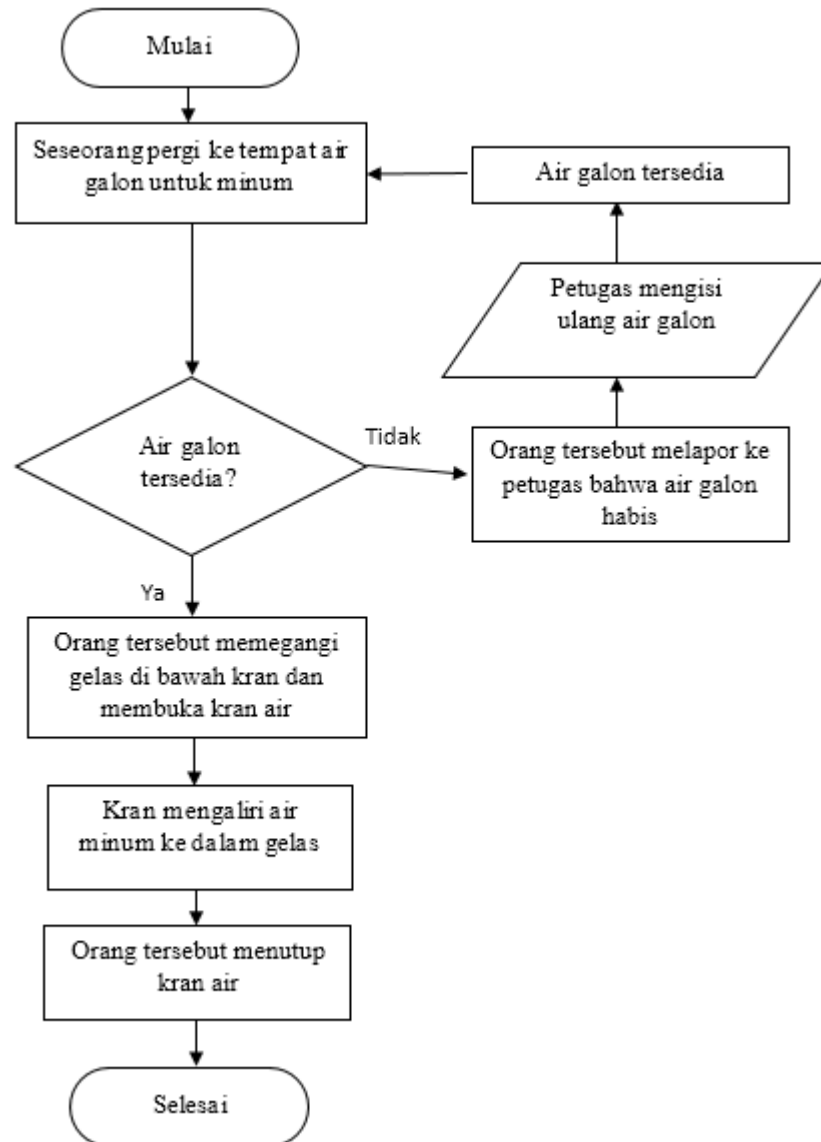 Mulai
Seseorang pergi ke tempat air
galon untuk minum
Air galon tersedia
Petugas mengisi
ulang air galon
Air galon
tersedia?
Tidak
Orang tersebut melapor ke
petugas bahwa air galon
habis
Ya
Orang tersebut memegangi
gelas di bawah kran dan
membuka kran air
Kran mengaliri air
minum ke dalam gelas
Orang tersebut menutup
kran air
Selesai